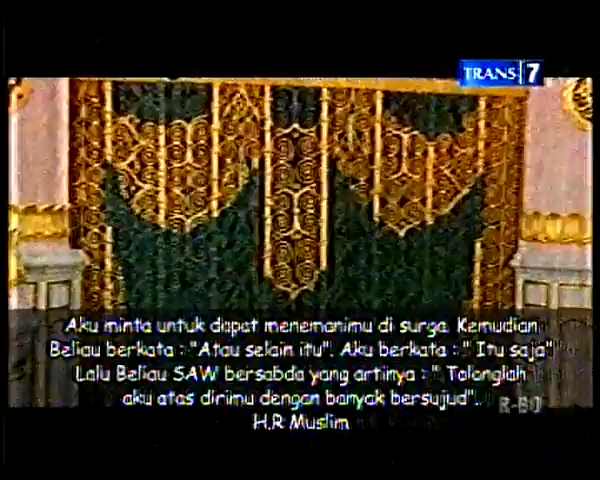 TRANS 7
Aku minta untuk dapat menemanimu di surga. Kemudian
Beliau berkata : "Atau selain itu". Aku berkata : " Itu saja"
Lalu Beliau SAW bersabda yang artinya : " Tolonglah
aku atas dirimu dengan banyak bersujud".
R-BO
H.R Muslim